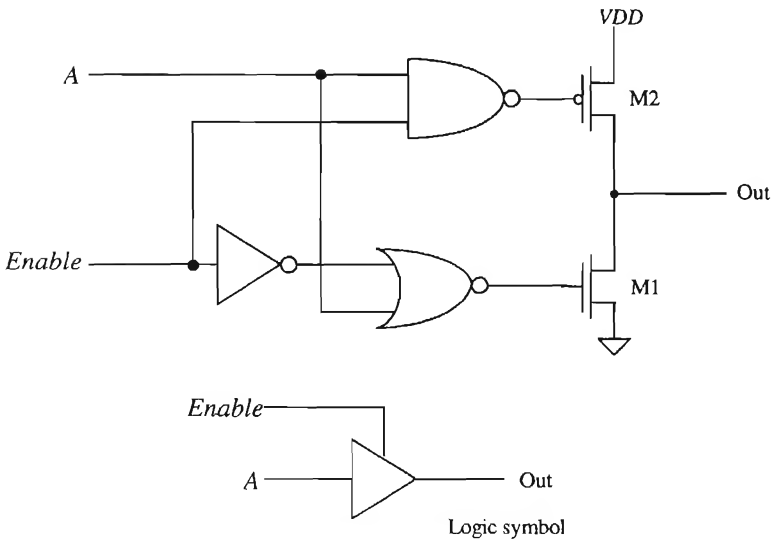 VDD
A
M2
Out
Enable
M1
Enable
A
Out
Logic symbol